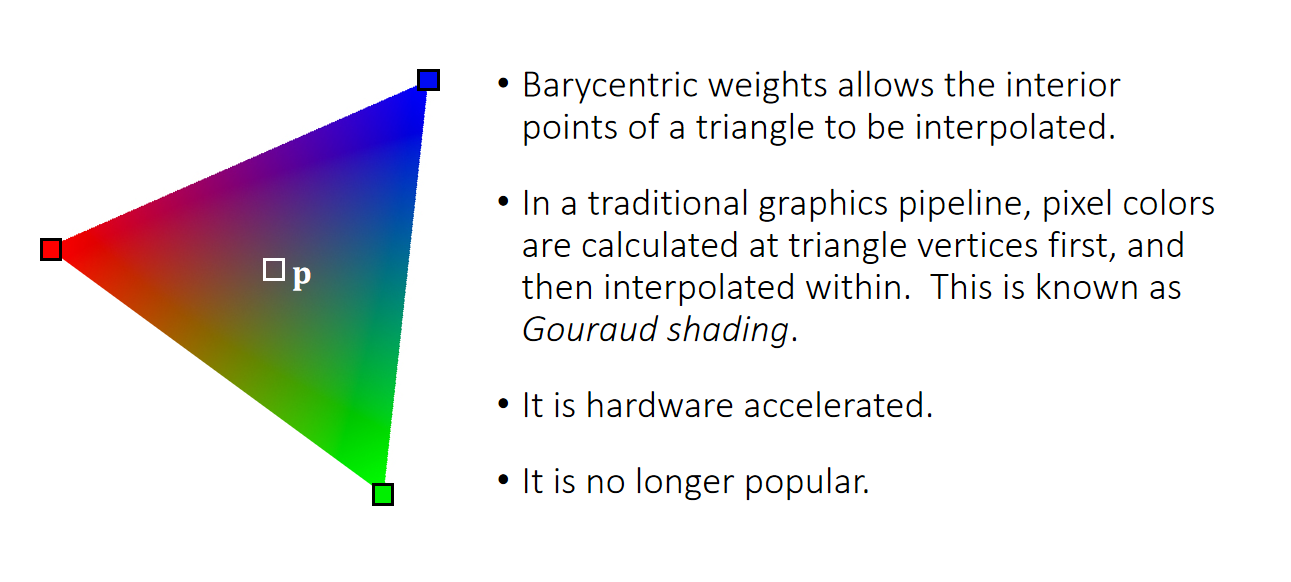 • Barycentric weights allows the interior
points of a triangle to be interpolated.
• In a traditional graphics pipeline, pixel colors
are calculated at triangle vertices first, and
then interpolated within.  This is known as
Gouraud shading.
p
• It is hardware accelerated.
• It is no longer popular.